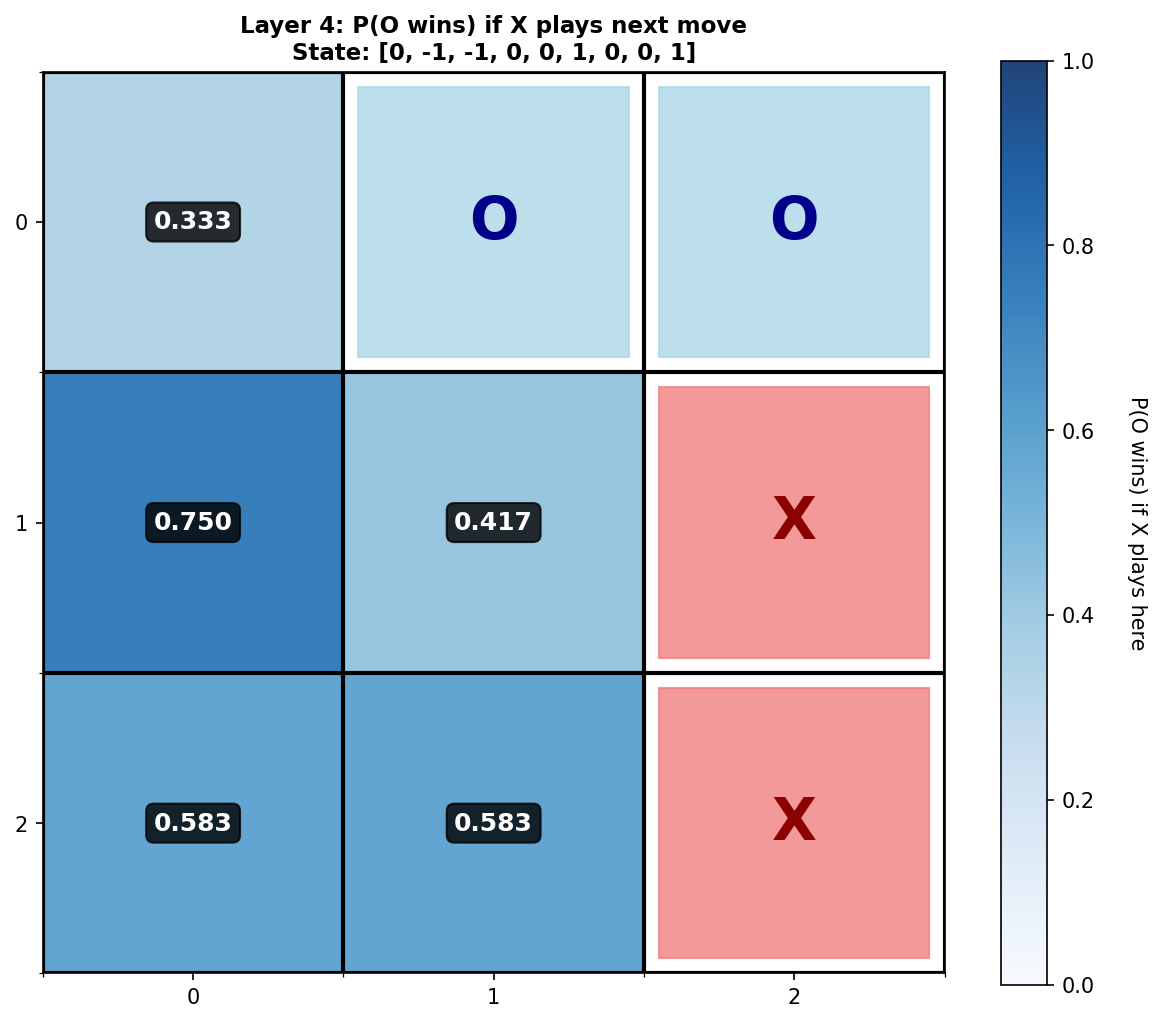 Layer 4: P(O wins) if X plays next move
State: [0, -1, -1, 0, 0, 1, 0, 0, 1]
0
0.333
O
O
1
0.750
0.417
X
2
0.583
0.583
X
0
1
2
1.0
0.8
0.6
0.4
0.2
0.0
P(O wins) if X plays here